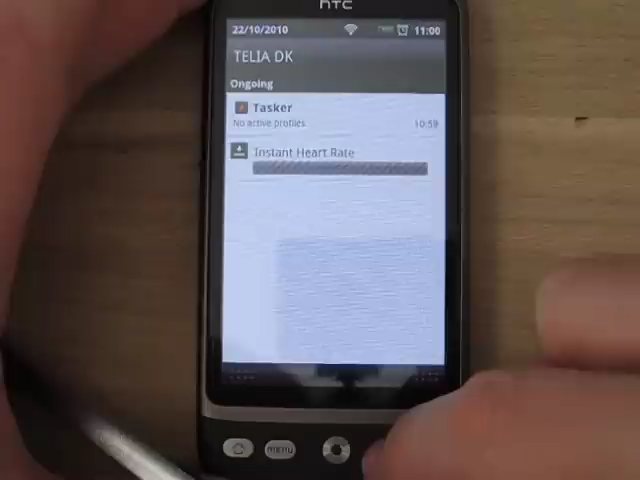 hTC
22/10/2010 11:00
TELIA DK
Ongoing
Tasker
No active profiles. 10:59
Instant Heart Rate
menu